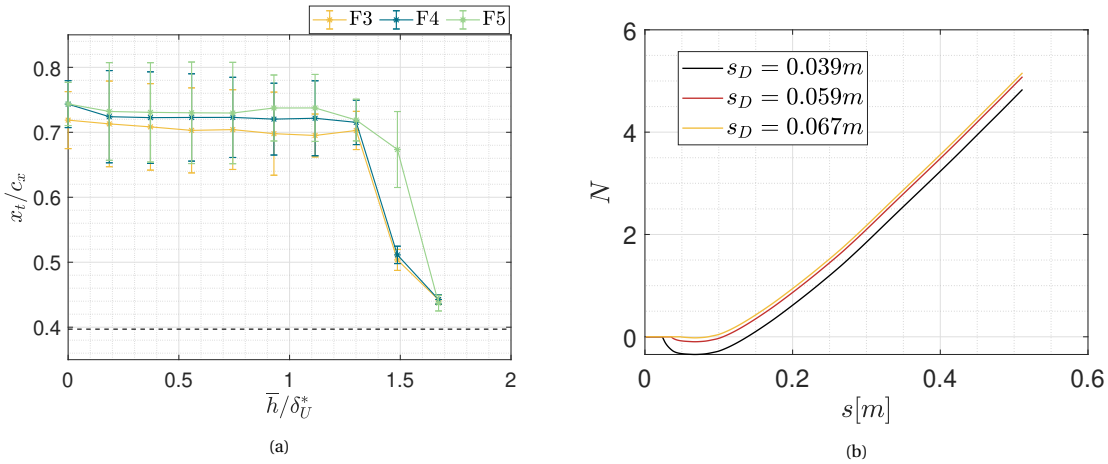 F3 F4 F5
0.8
0.7
0.6
0.5
0.4
x_t/c_x
0 0.5 1 1.5 2
h̅/δ*_U
(a)
6
4
2
0
N
s_D = 0.039m
s_D = 0.059m
s_D = 0.067m
0 0.2 0.4 0.6
s[m]
(b)